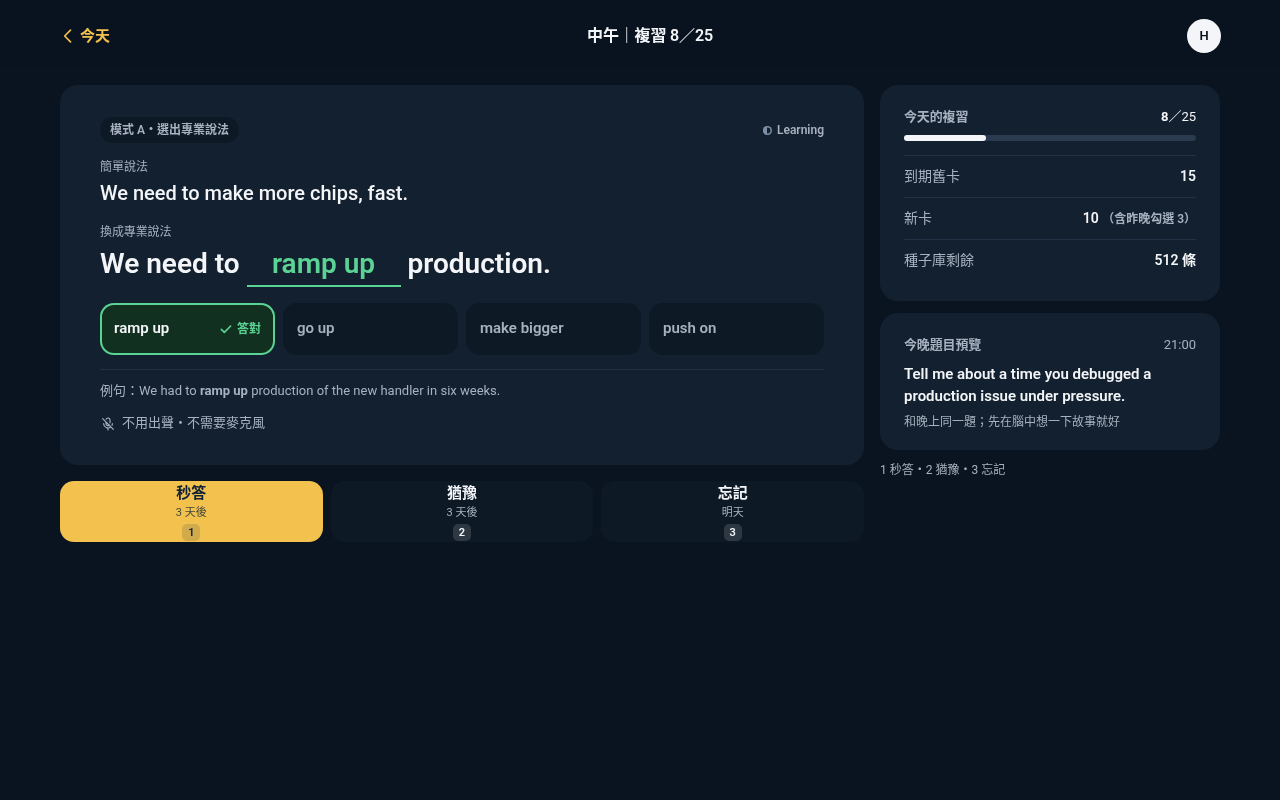 今天
中午｜複習 8／25
H
模式 A・選出專業說法
Learning
簡單說法
We need to make more chips, fast.
換成專業說法
We need to ramp up production.
ramp up 答對
go up
make bigger
push on
例句：We had to ramp up production of the new handler in six weeks.
不用出聲・不需要麥克風
秒答
3 天後
1
猶豫
3 天後
2
忘記
明天
3
今天的複習 8／25
到期舊卡 15
新卡 10 （含昨晚勾選 3）
種子庫剩餘 512 條
今晚題目預覽 21:00
Tell me about a time you debugged a
production issue under pressure.
和晚上同一題；先在腦中想一下故事就好
1 秒答・2 猶豫・3 忘記